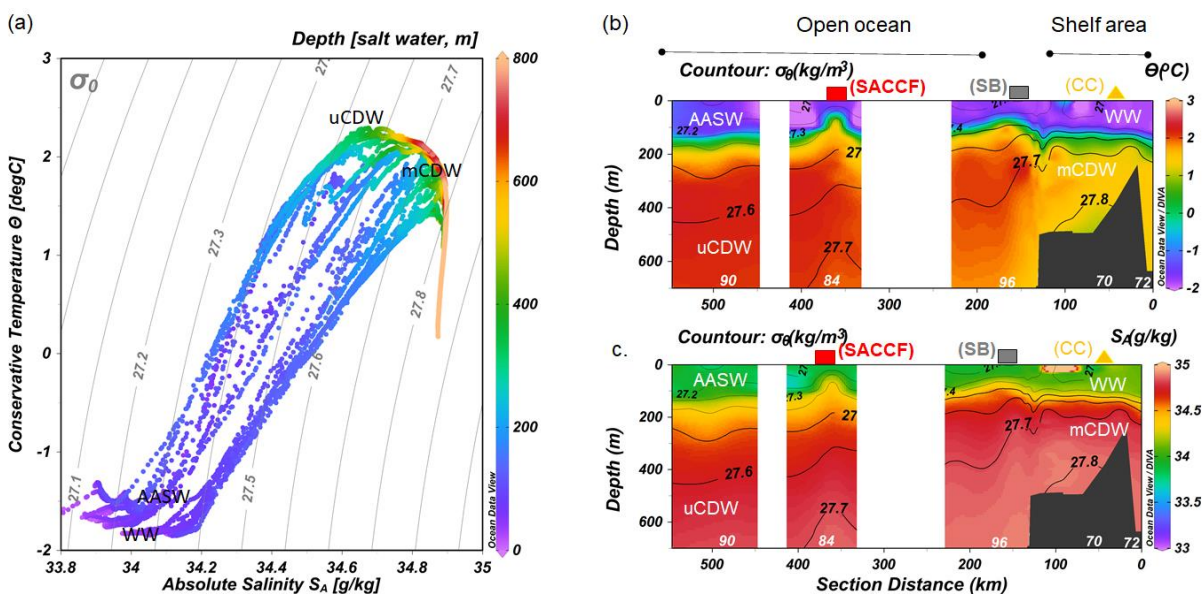 (a)
Depth [salt water, m]
σ0
27.7
uCDW
mCDW
27.3
27.8
27.2
27.6
27.1
27.5
AASW
WW
3
2
1
0
-1
-2
Conservative Temperature Θ [degC]
33.8
34
34.2
34.4
34.6
34.8
35
Absolute Salinity SA [g/kg]
800
600
400
200
0
Ocean Data View
(b)
Open ocean
Shelf area
Countour: σθ(kg/m³)
Θ(°C)
(SACCF)
(SB)
(CC)
AASW
WW
27.2
27.3
27.7
mCDW
27.8
27.6
27.7
uCDW
90
84
96
70
72
0
200
400
600
Depth (m)
500
400
300
200
100
0
3
2
1
0
-1
-2
Ocean Data View / DIVA
c.
Countour: σθ(kg/m³)
SA(g/kg)
(SACCF)
(SB)
(CC)
AASW
WW
27.2
27.3
27.7
mCDW
27.8
27.6
27.7
uCDW
90
84
96
70
72
0
200
400
600
Depth (m)
500
400
300
200
100
0
Section Distance (km)
35
34.5
34
33.5
33
Ocean Data View / DIVA